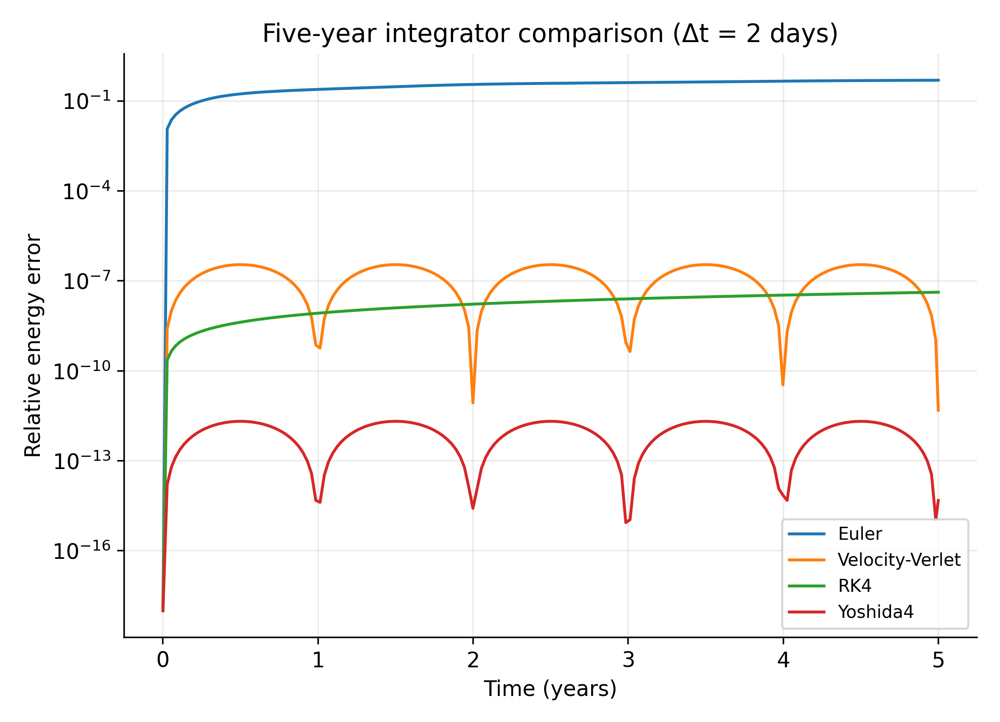 Five-year integrator comparison (Δt = 2 days)
Relative energy error
10⁻¹
10⁻⁴
10⁻⁷
10⁻¹⁰
10⁻¹³
10⁻¹⁶
Euler
Velocity-Verlet
RK4
Yoshida4
0 1 2 3 4 5
Time (years)